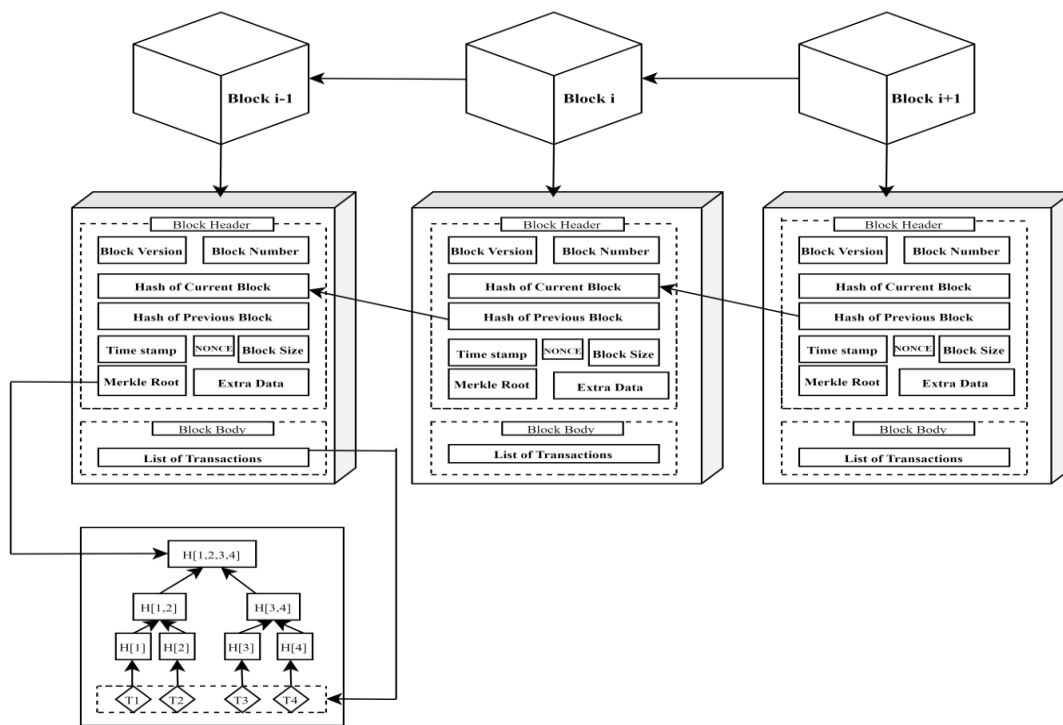 Block i-1
Block i
Block i+1
Block Header
Block Version
Block Number
Hash of Current Block
Hash of Previous Block
Time stamp
NONCE
Block Size
Merkle Root
Extra Data
Block Body
List of Transactions
Block Header
Block Version
Block Number
Hash of Current Block
Hash of Previous Block
Time stamp
NONCE
Block Size
Merkle Root
Extra Data
Block Body
List of Transactions
Block Header
Block Version
Block Number
Hash of Current Block
Hash of Previous Block
Time stamp
NONCE
Block Size
Merkle Root
Extra Data
Block Body
List of Transactions
H[1,2,3,4]
H[1,2]
H[3,4]
H[1]
H[2]
H[3]
H[4]
T1
T2
T3
T4